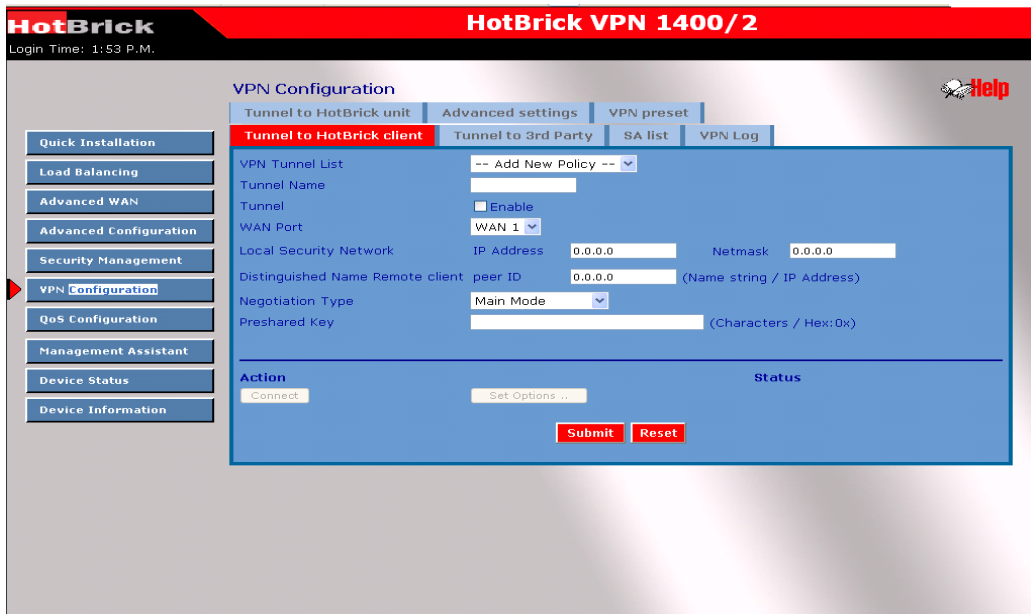 HotBrick
HotBrick VPN 1400/2
Login Time: 1:53 P.M.
VPN Configuration
Help
Tunnel to HotBrick unit Advanced settings VPN preset
Tunnel to HotBrick client Tunnel to 3rd Party SA list VPN Log
Quick Installation
Load Balancing
Advanced WAN
Advanced Configuration
Security Management
VPN Configuration
QoS Configuration
Management Assistant
Device Status
Device Information
VPN Tunnel List -- Add New Policy --
Tunnel Name
Tunnel Enable
WAN Port WAN 1
Local Security Network IP Address 0.0.0.0 Netmask 0.0.0.0
Distinguished Name Remote client peer ID 0.0.0.0 (Name string / IP Address)
Negotiation Type Main Mode
Preshared Key (Characters / Hex:0x)
Action Status
Connect Set Options ..
Submit Reset